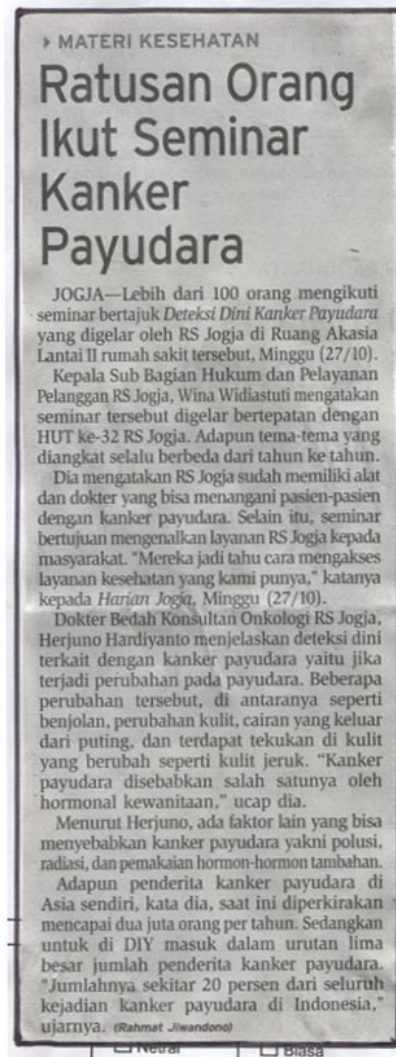 ▸ MATERI KESEHATAN
Ratusan Orang
Ikut Seminar
Kanker
Payudara
JOGJA—Lebih dari 100 orang mengikuti
seminar bertajuk Deteksi Dini Kanker Payudara
yang digelar oleh RS Jogja di Ruang Akasia
Lantai II rumah sakit tersebut, Minggu (27/10).
Kepala Sub Bagian Hukum dan Pelayanan
Pelanggan RS Jogja, Wina Widiastuti mengatakan
seminar tersebut digelar bertepatan dengan
HUT ke-32 RS Jogja. Adapun tema-tema yang
diangkat selalu berbeda dari tahun ke tahun.
Dia mengatakan RS Jogja sudah memiliki alat
dan dokter yang bisa menangani pasien-pasien
dengan kanker payudara. Selain itu, seminar
bertujuan mengenalkan layanan RS Jogja kepada
masyarakat. "Mereka jadi tahu cara mengakses
layanan kesehatan yang kami punya," katanya
kepada Harian Jogja, Minggu (27/10).
Dokter Bedah Konsultan Onkologi RS Jogja,
Herjuno Hardiyanto menjelaskan deteksi dini
terkait dengan kanker payudara yaitu jika
terjadi perubahan pada payudara. Beberapa
perubahan tersebut, di antaranya seperti
benjolan, perubahan kulit, cairan yang keluar
dari puting, dan terdapat tekukan di kulit
yang berubah seperti kulit jeruk. "Kanker
payudara disebabkan salah satunya oleh
hormonal kewanitaan," ucap dia.
Menurut Herjuno, ada faktor lain yang bisa
menyebabkan kanker payudara yakni polusi,
radiasi, dan pemakaian hormon-hormon tambahan.
Adapun penderita kanker payudara di
Asia sendiri, kata dia, saat ini diperkirakan
mencapai dua juta orang per tahun. Sedangkan
untuk di DIY masuk dalam urutan lima
besar jumlah penderita kanker payudara.
"Jumlahnya sekitar 20 persen dari seluruh
kejadian kanker payudara di Indonesia,"
ujarnya. (Rahmat Jiwandono)
Netral Biasa